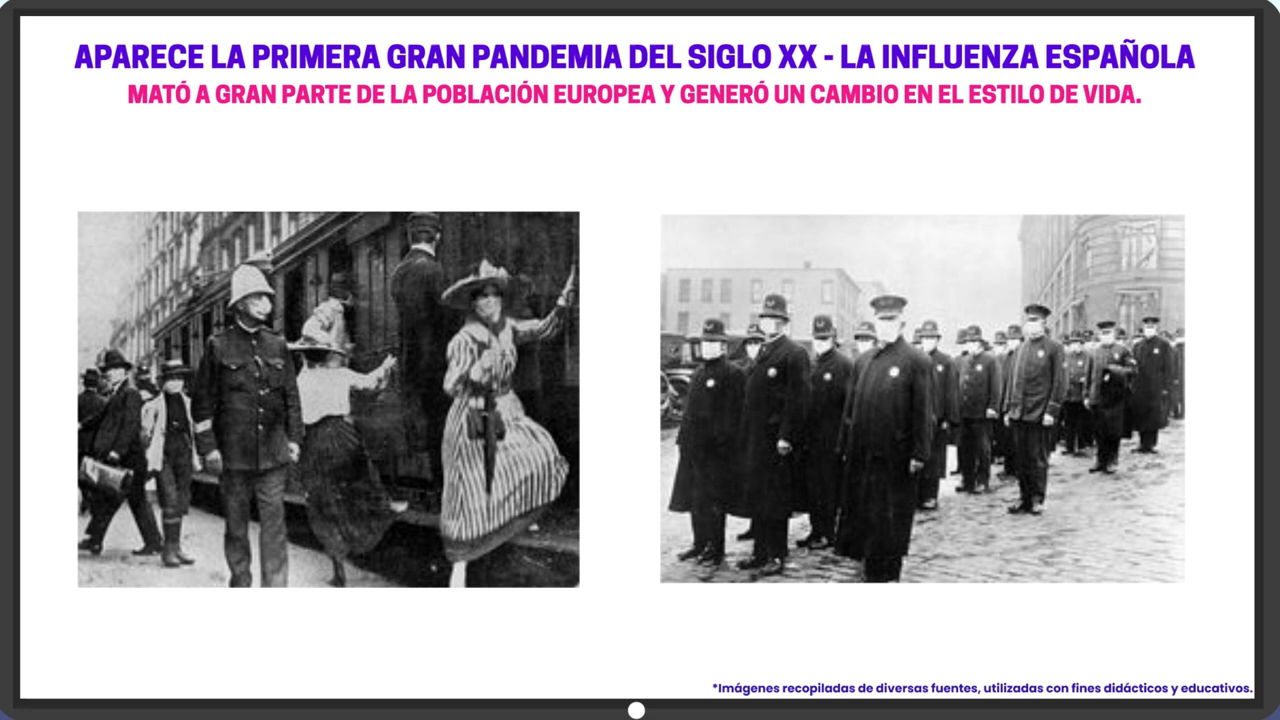 APARECE LA PRIMERA GRAN PANDEMIA DEL SIGLO XX - LA INFLUENZA ESPAÑOLA
MATÓ A GRAN PARTE DE LA POBLACIÓN EUROPEA Y GENERÓ UN CAMBIO EN EL ESTILO DE VIDA.
*Imágenes recopiladas de diversas fuentes, utilizadas con fines didácticos y educativos.